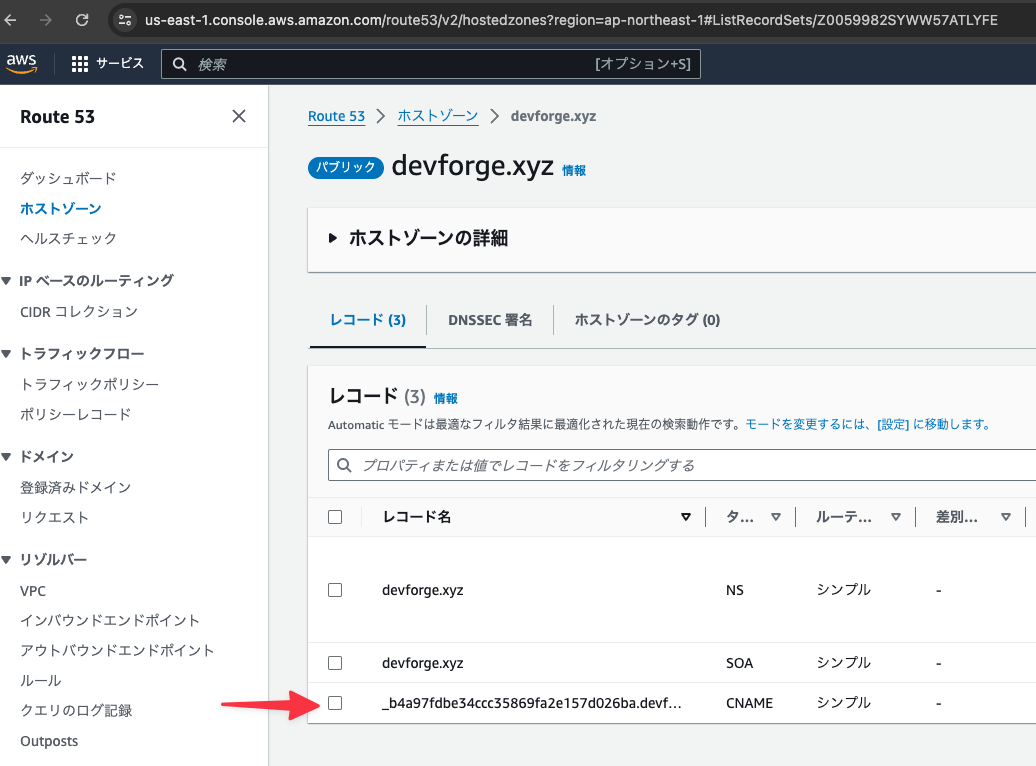 us-east-1.console.aws.amazon.com/route53/v2/hostedzones?region=ap-northeast-1#ListRecordSets/Z0059982SYWW57ATLYFE
aws
サービス
検索
[オプション+S]
Route 53
ダッシュボード
ホストゾーン
ヘルスチェック
IP ベースのルーティング
CIDR コレクション
トラフィックフロー
トラフィックポリシー
ポリシーレコード
ドメイン
登録済みドメイン
リクエスト
リゾルバー
VPC
インバウンドエンドポイント
アウトバウンドエンドポイント
ルール
クエリのログ記録
Outposts
Route 53 ホストゾーン devforge.xyz
パブリック devforge.xyz 情報
ホストゾーンの詳細
レコード (3) DNSSEC 署名 ホストゾーンのタグ (0)
レコード (3) 情報
Automatic モードは最適なフィルタ結果に最適化された現在の検索動作です。モードを変更するには、[設定] に移動します。
プロパティまたは値でレコードをフィルタリングする
レコード名 タ... ルーテ... 差別...
devforge.xyz NS シンプル -
devforge.xyz SOA シンプル -
_b4a97fdbe34ccc35869fa2e157d026ba.devf... CNAME シンプル -